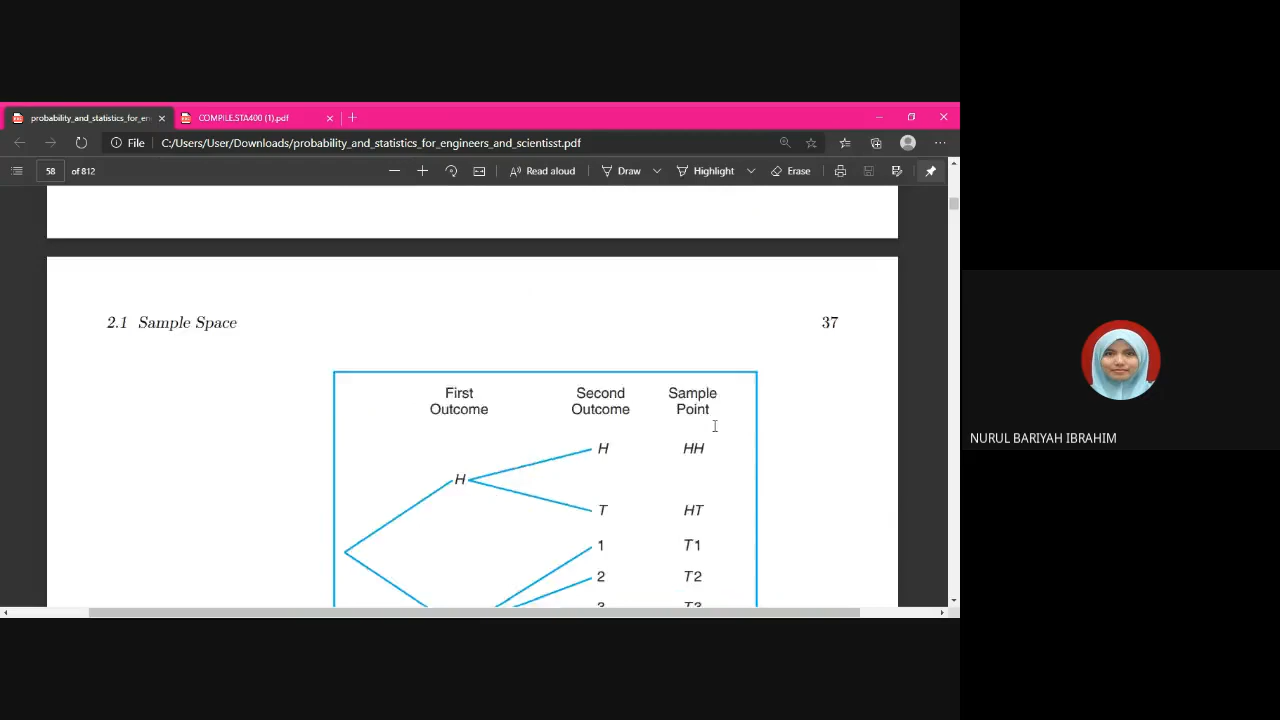 probability_and_statistics_for_en
COMPILE.STA400 (1).pdf
File
C:/Users/User/Downloads/probability_and_statistics_for_engineers_and_scientisst.pdf
58 of 812
Read aloud
Draw
Highlight
Erase
2.1 Sample Space
37
First Second Sample
Outcome Outcome Point
H HH
H
T HT
1 T1
2 T2
3 T3
NURUL BARIYAH IBRAHIM